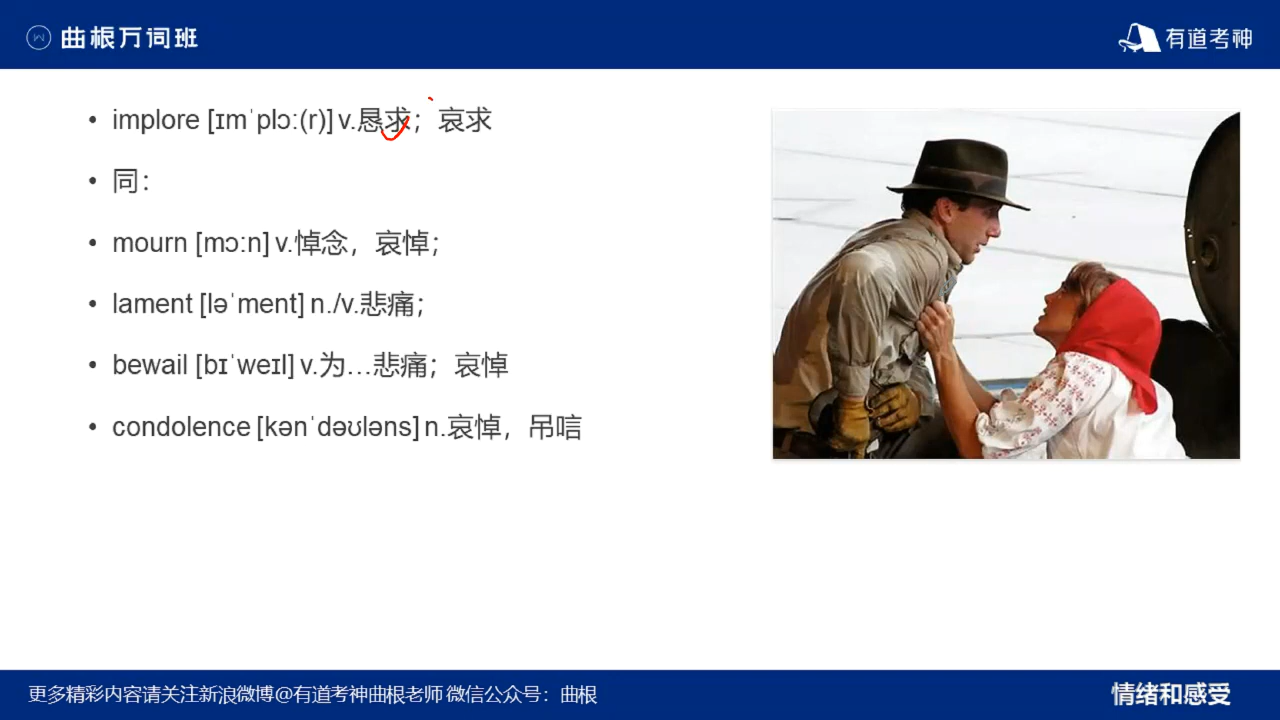 曲根万词班
有道考神
• implore [ɪmˈplɔː(r)] v.恳求；哀求
• 同：
• mourn [mɔːn] v.悼念，哀悼；
• lament [ləˈment] n./v.悲痛；
• bewail [bɪˈweɪl] v.为…悲痛；哀悼
• condolence [kənˈdəʊləns] n.哀悼，吊唁
更多精彩内容请关注新浪微博@有道考神曲根老师 微信公众号：曲根
情绪和感受